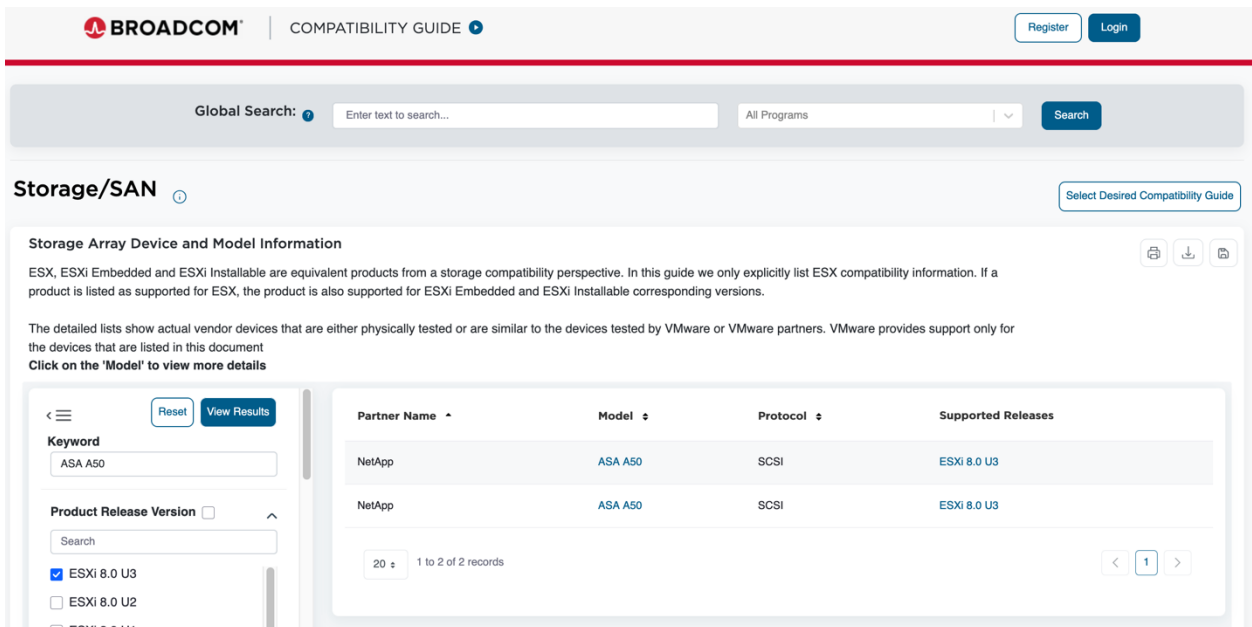 BROADCOM
COMPATIBILITY GUIDE
Register
Login
Global Search:
Enter text to search...
All Programs
Search
Storage/SAN
Select Desired Compatibility Guide
Storage Array Device and Model Information
ESX, ESXi Embedded and ESXi Installable are equivalent products from a storage compatibility perspective. In this guide we only explicitly list ESX compatibility information. If a
product is listed as supported for ESX, the product is also supported for ESXi Embedded and ESXi Installable corresponding versions.
The detailed lists show actual vendor devices that are either physically tested or are similar to the devices tested by VMware or VMware partners. VMware provides support only for
the devices that are listed in this document
Click on the 'Model' to view more details
Reset
View Results
Keyword
ASA A50
Product Release Version
Search
ESXi 8.0 U3
ESXi 8.0 U2
Partner Name Model Protocol Supported Releases
NetApp ASA A50 SCSI ESXi 8.0 U3
NetApp ASA A50 SCSI ESXi 8.0 U3
20 1 to 2 of 2 records
< 1 >